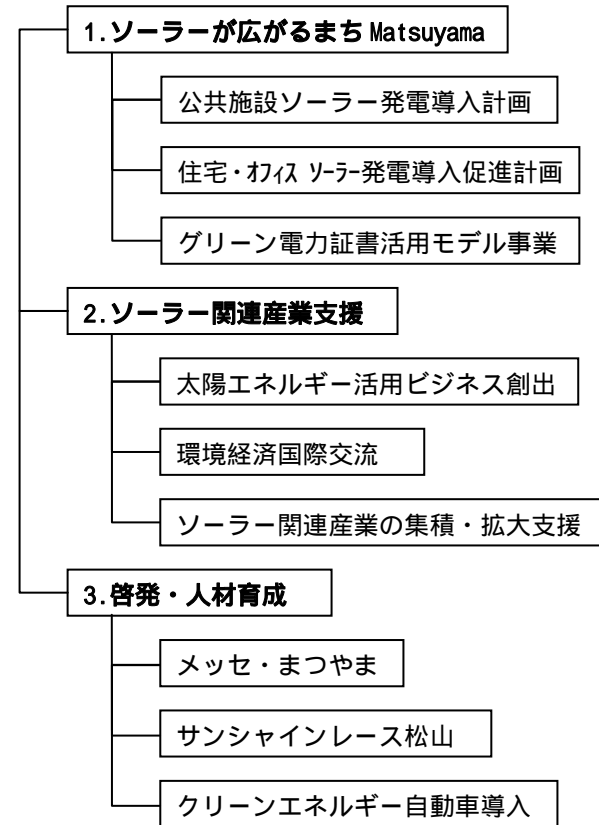 1.ソーラーが広がるまち Matsuyama
公共施設ソーラー発電導入計画
住宅・ｵﾌｨｽ ｿｰﾗｰ発電導入促進計画
グリーン電力証書活用モデル事業
2.ソーラー関連産業支援
太陽エネルギー活用ビジネス創出
環境経済国際交流
ソーラー関連産業の集積・拡大支援
3.啓発・人材育成
メッセ・まつやま
サンシャインレース松山
クリーンエネルギー自動車導入